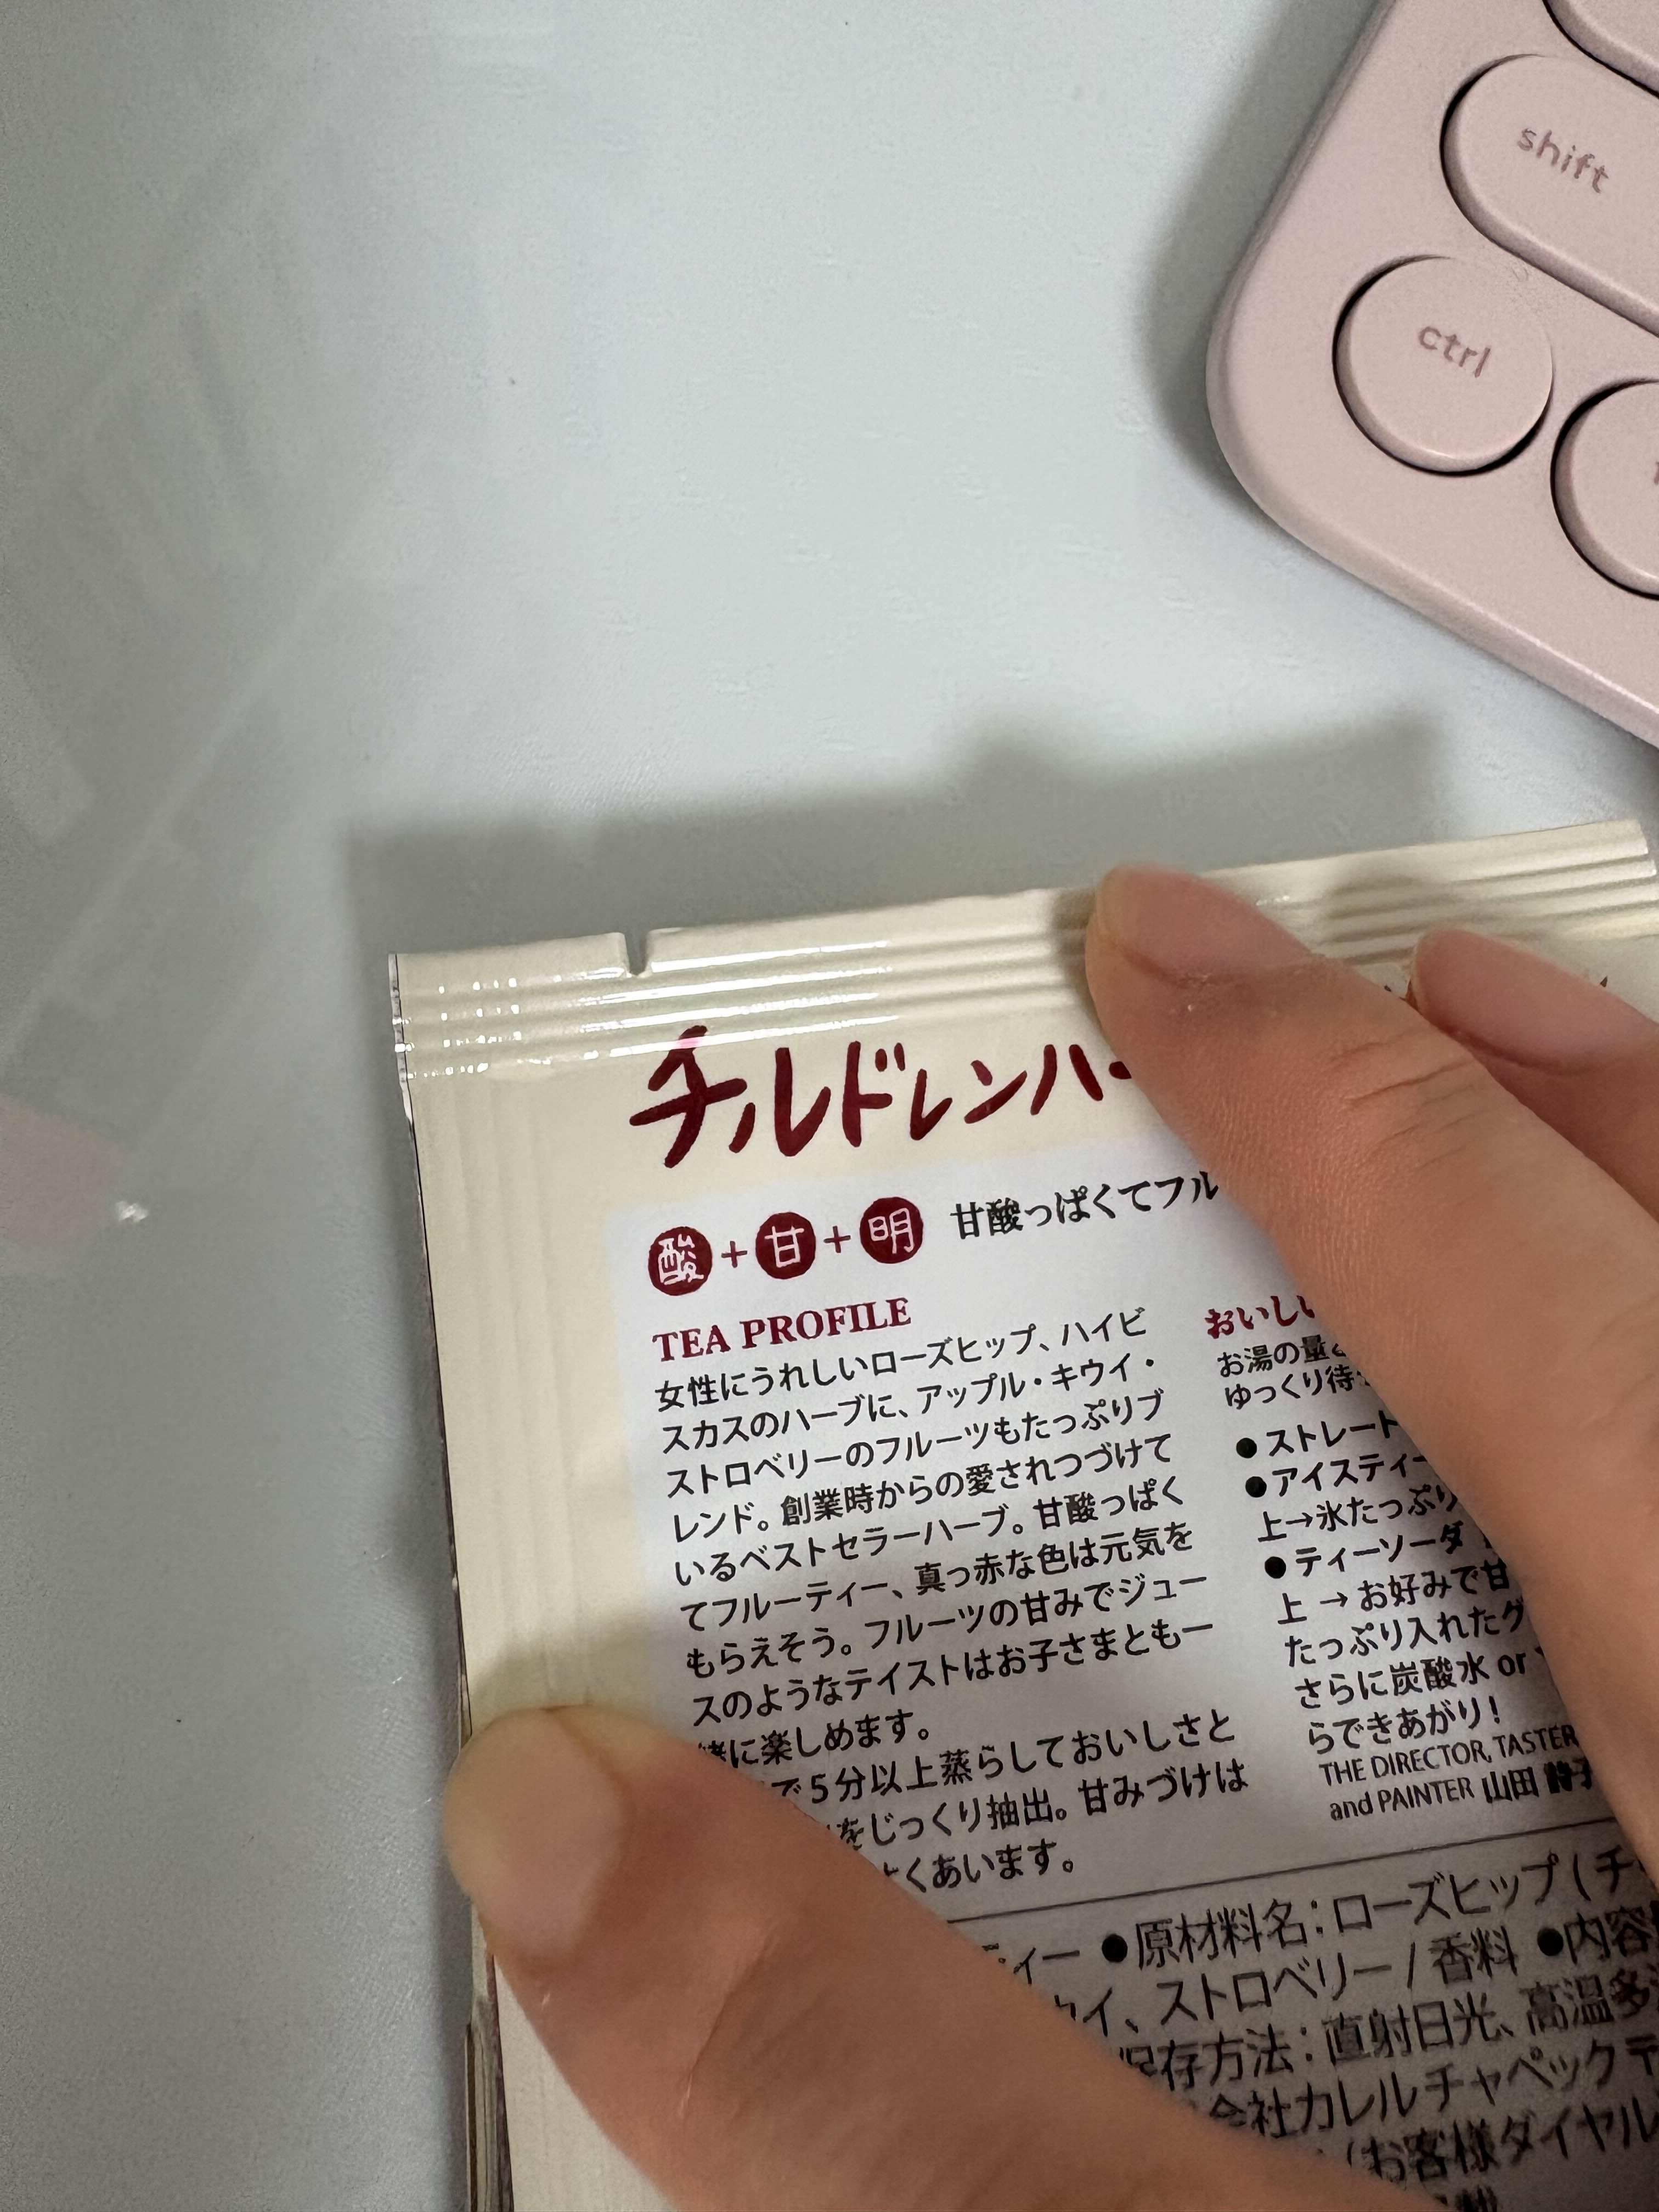 shift
ctrl
チルドレンハー
酸+甘+明 甘酸っぱくてフル
TEA PROFILE
女性にうれしいローズヒップ、ハイビ
スカスのハーブに、アップル・キウイ・
ストロベリーのフルーツもたっぷりブ
レンド。創業時からの愛されつづけて
いるベストセラーハーブ。甘酸っぱく
てフルーティー、真っ赤な色は元気を
もらえそう。フルーツの甘みでジュー
スのようなテイストはお子さまとも一
緒に楽しめます。
で5分以上蒸らしておいしさと
をじっくり抽出。甘みづけは
よくあいます。
おいしい
お湯の量と
ゆっくり待
●ストレート
●アイスティー
上→氷たっぷり
●ティーソーダ
上→お好みで甘
たっぷり入れたグ
さらに炭酸水 or
らできあがり!
THE DIRECTOR, TASTER
and PAINTER 山田 詩子
ティー ●原材料名:ローズヒップ(チ
ウイ、ストロベリー/香料 ●内容
保存方法:直射日光、高温多
会社カレルチャペックテ
(お客様ダイヤル